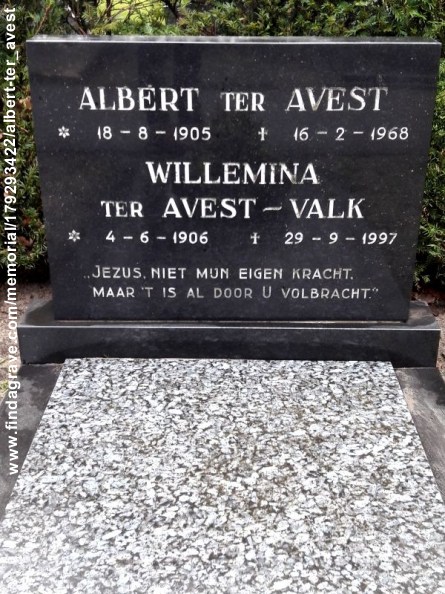 ALBERT TER AVEST
* 18-8-1905 † 16-2-1968
WILLEMINA
TER AVEST-VALK
* 4-6-1906 † 29-9-1997
„JEZUS, NIET MIJN EIGEN KRACHT,
MAAR 'T IS AL DOOR U VOLBRACHT."
www.findagrave.com/memorial/179293422/albert-ter_avest